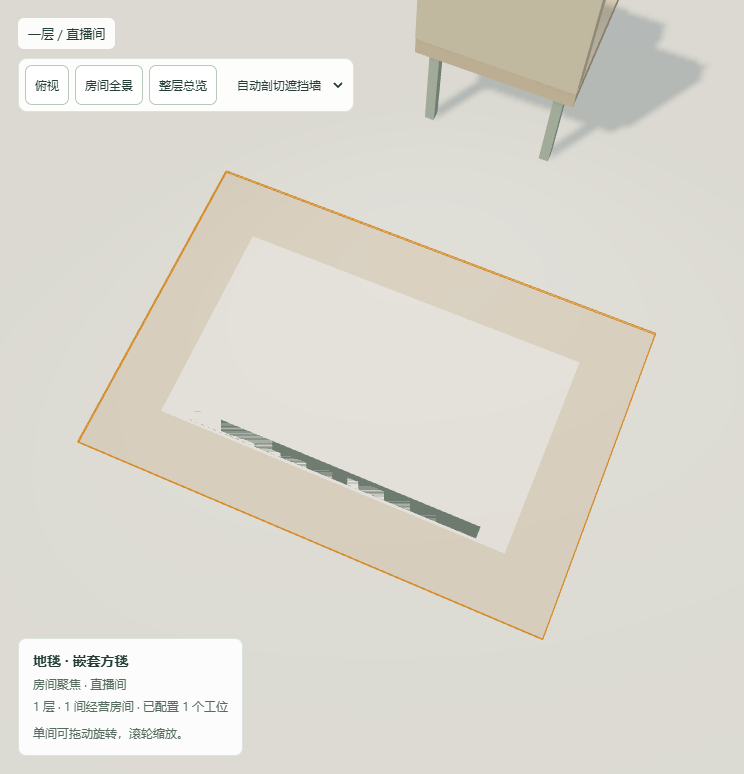 一层 / 直播间
俯视 房间全景 整层总览 自动剖切遮挡墙
地毯 · 嵌套方毯
房间聚焦 · 直播间
1 层 · 1 间经营房间 · 已配置 1 个工位
单间可拖动旋转，滚轮缩放。